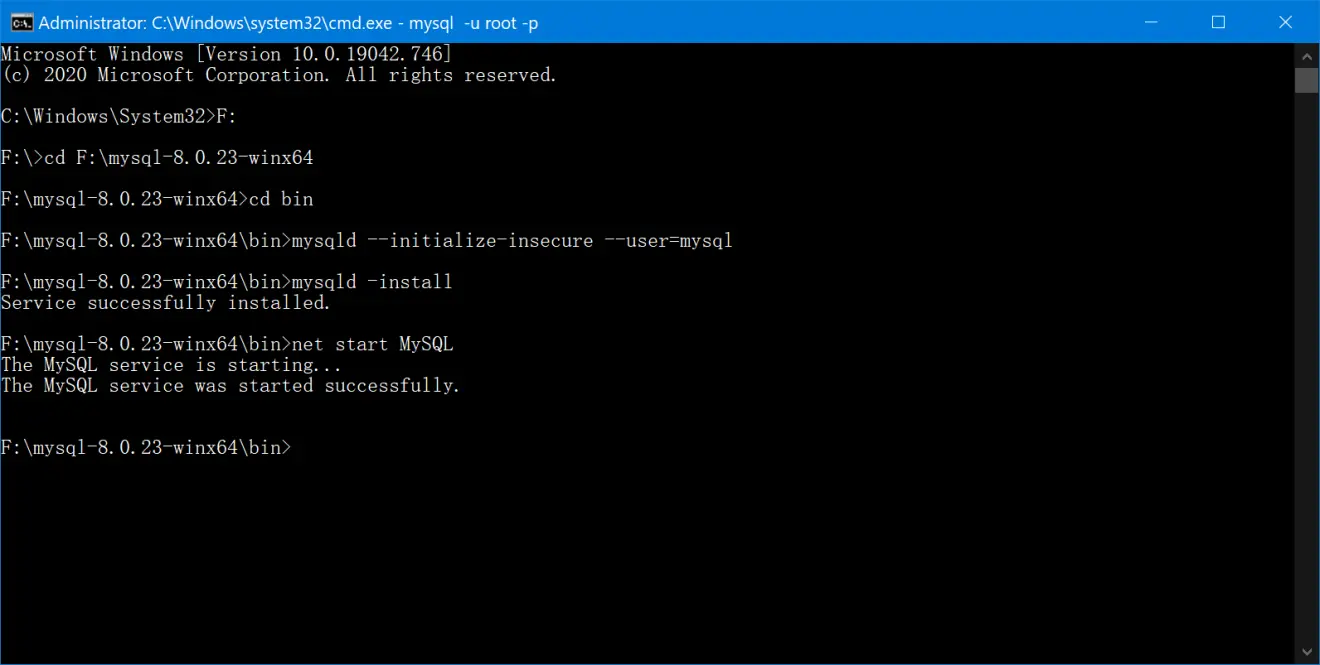 Administrator: C:\Windows\system32\cmd.exe - mysql  -u root -p
Microsoft Windows [Version 10.0.19042.746]
(c) 2020 Microsoft Corporation. All rights reserved.
C:\Windows\System32>F:
F:\>cd F:\mysql-8.0.23-winx64
F:\mysql-8.0.23-winx64>cd bin
F:\mysql-8.0.23-winx64\bin>mysqld --initialize-insecure --user=mysql
F:\mysql-8.0.23-winx64\bin>mysqld -install
Service successfully installed.
F:\mysql-8.0.23-winx64\bin>net start MySQL
The MySQL service is starting...
The MySQL service was started successfully.
F:\mysql-8.0.23-winx64\bin>